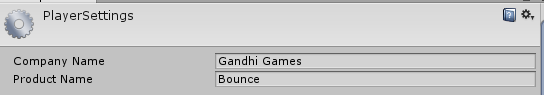 PlayerSettings
Company Name Gandhi Games
Product Name Bounce